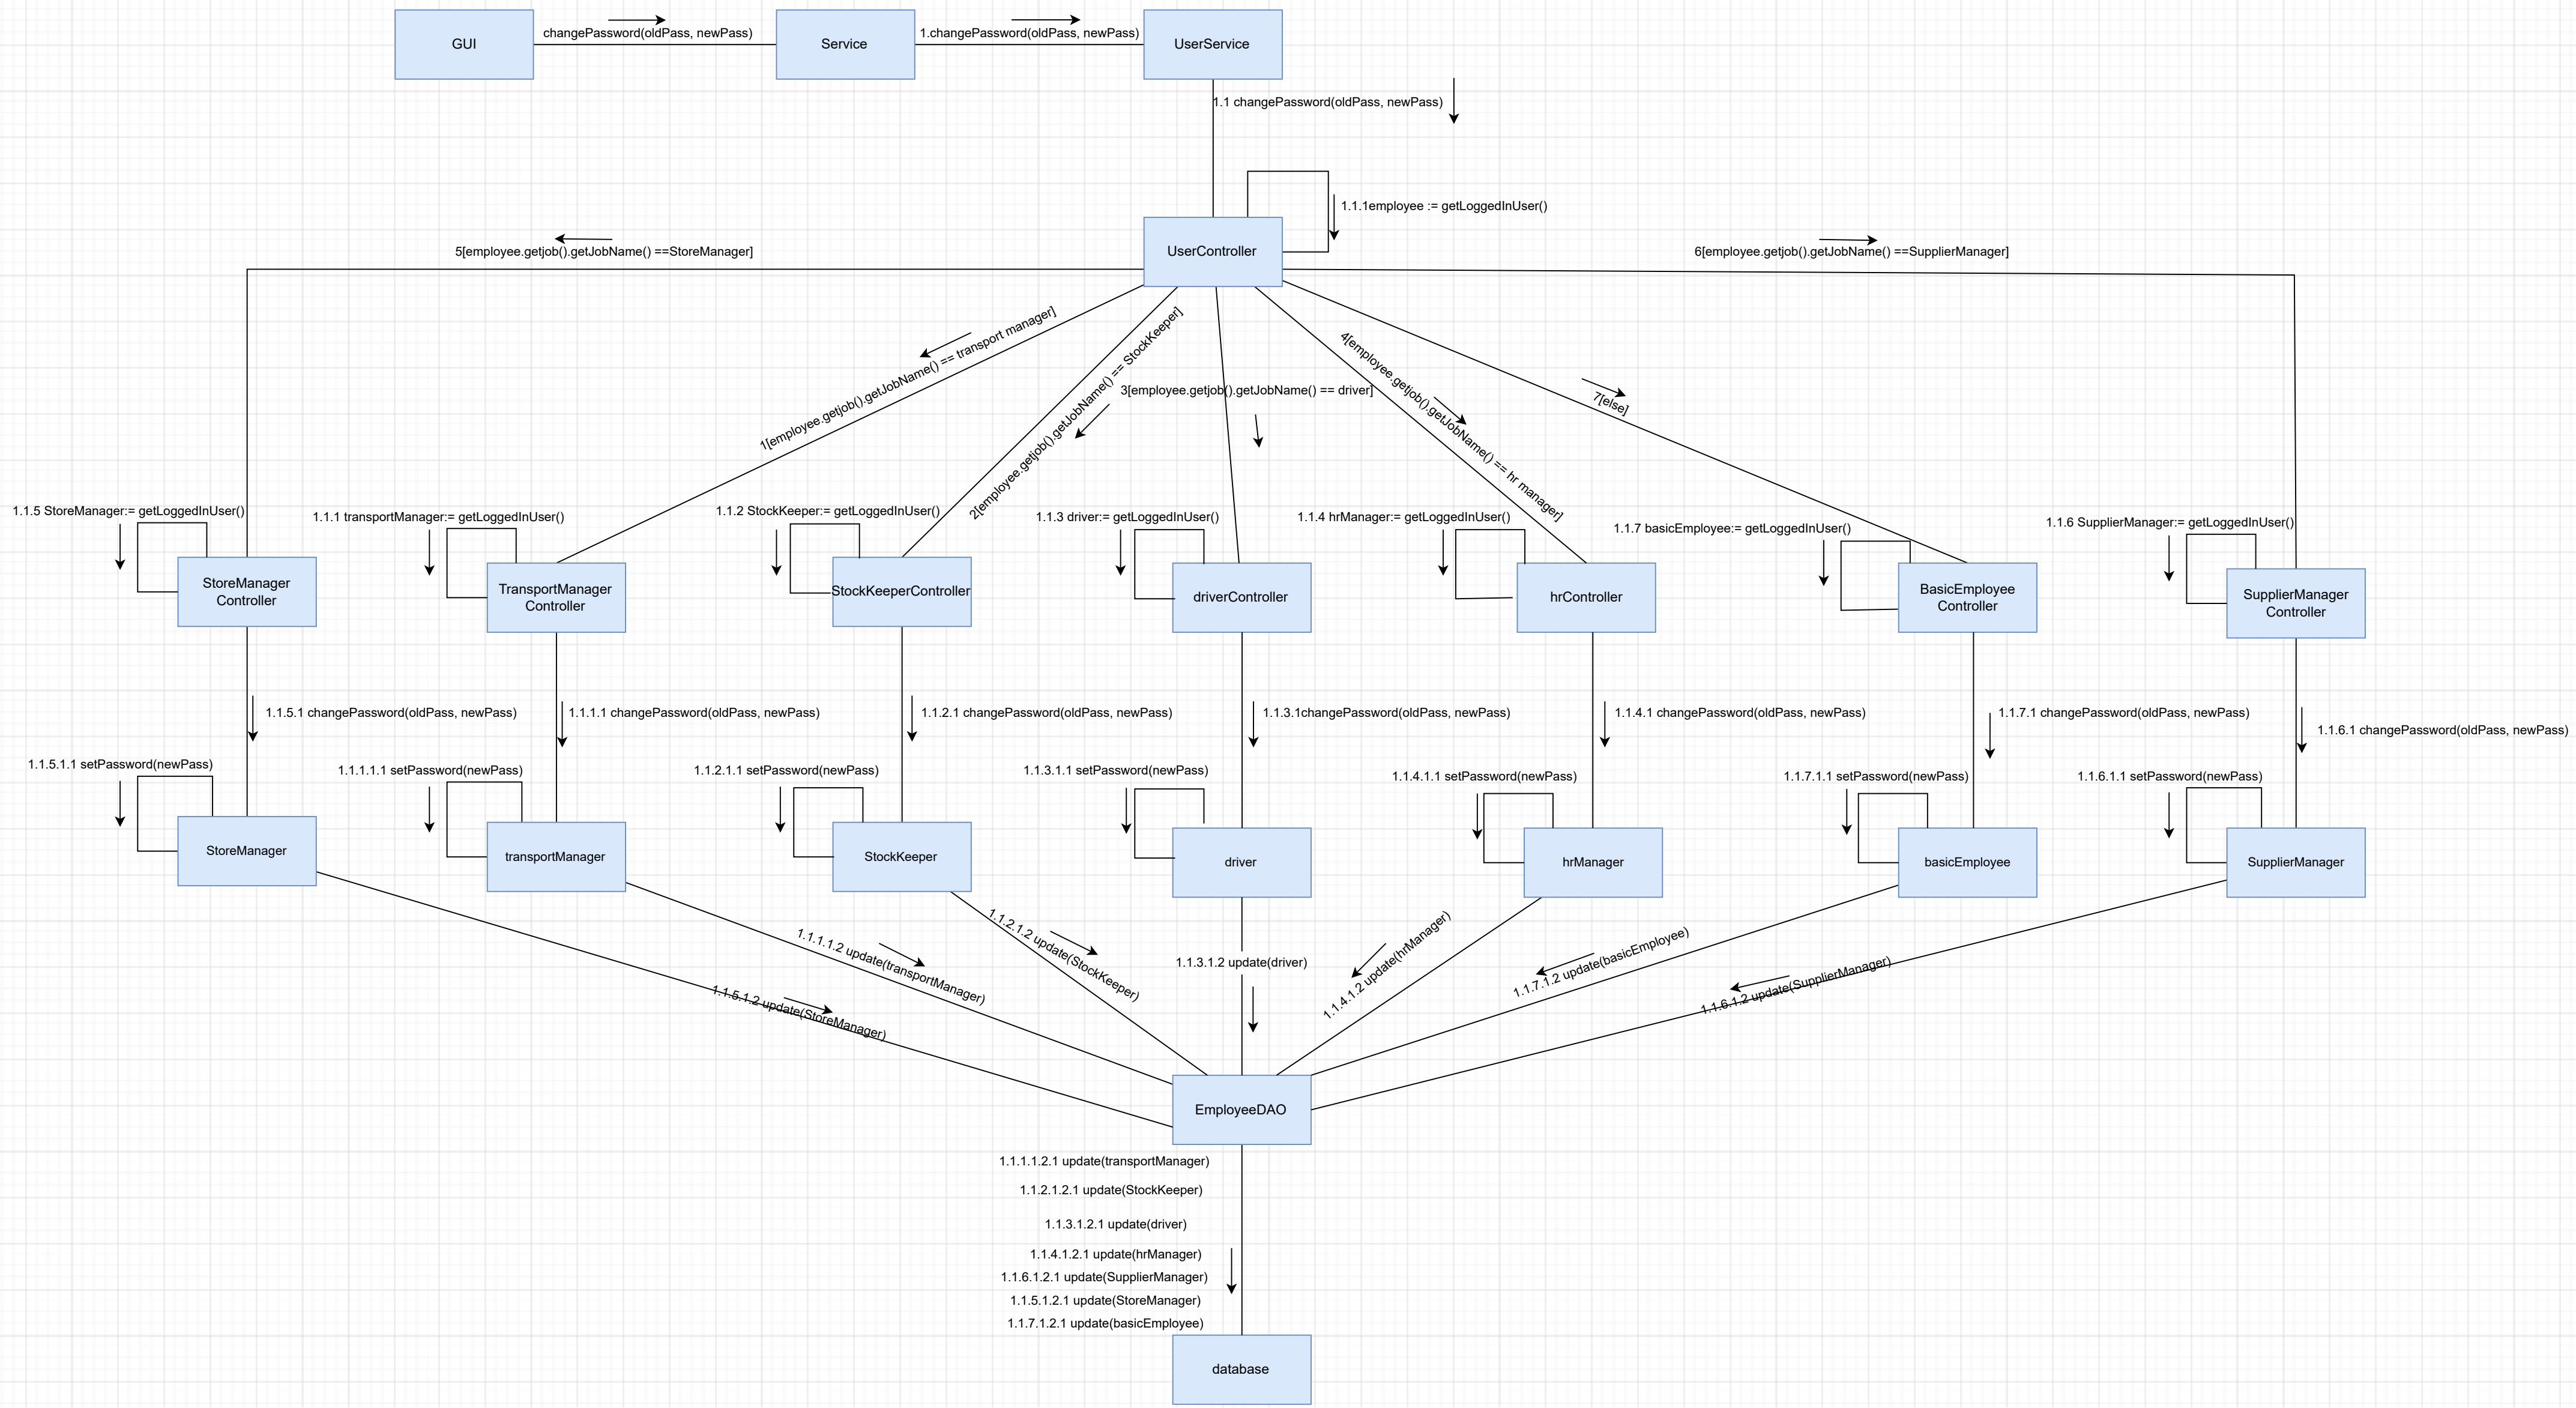 GUI
changePassword(oldPass, newPass)
Service
1.changePassword(oldPass, newPass)
UserService
1.1 changePassword(oldPass, newPass)
1.1.1employee := getLoggedInUser()
UserController
5[employee.getjob().getJobName() ==StoreManager]
6[employee.getjob().getJobName() ==SupplierManager]
1[employee.getjob().getJobName() == transport manager]
2[employee.getjob().getJobName() == StockKeeper]
3[employee.getjob().getJobName() == driver]
4[employee.getjob().getJobName() == hr manager]
7[else]
1.1.5 StoreManager:= getLoggedInUser()
1.1.1 transportManager:= getLoggedInUser()
1.1.2 StockKeeper:= getLoggedInUser()
1.1.3 driver:= getLoggedInUser()
1.1.4 hrManager:= getLoggedInUser()
1.1.7 basicEmployee:= getLoggedInUser()
1.1.6 SupplierManager:= getLoggedInUser()
StoreManager
Controller
TransportManager
Controller
StockKeeperController
driverController
hrController
BasicEmployee
Controller
SupplierManager
Controller
1.1.5.1 changePassword(oldPass, newPass)
1.1.1.1 changePassword(oldPass, newPass)
1.1.2.1 changePassword(oldPass, newPass)
1.1.3.1changePassword(oldPass, newPass)
1.1.4.1 changePassword(oldPass, newPass)
1.1.7.1 changePassword(oldPass, newPass)
1.1.6.1 changePassword(oldPass, newPass)
1.1.5.1.1 setPassword(newPass)
1.1.1.1.1 setPassword(newPass)
1.1.2.1.1 setPassword(newPass)
1.1.3.1.1 setPassword(newPass)
1.1.4.1.1 setPassword(newPass)
1.1.7.1.1 setPassword(newPass)
1.1.6.1.1 setPassword(newPass)
StoreManager
transportManager
StockKeeper
driver
hrManager
basicEmployee
SupplierManager
1.1.5.1.2 update(StoreManager)
1.1.1.1.2 update(transportManager)
1.1.2.1.2 update(StockKeeper)
1.1.3.1.2 update(driver)
1.1.4.1.2 update(hrManager)
1.1.7.1.2 update(basicEmployee)
1.1.6.1.2 update(SupplierManager)
EmployeeDAO
1.1.1.1.2.1 update(transportManager)
1.1.2.1.2.1 update(StockKeeper)
1.1.3.1.2.1 update(driver)
1.1.4.1.2.1 update(hrManager)
1.1.6.1.2.1 update(SupplierManager)
1.1.5.1.2.1 update(StoreManager)
1.1.7.1.2.1 update(basicEmployee)
database